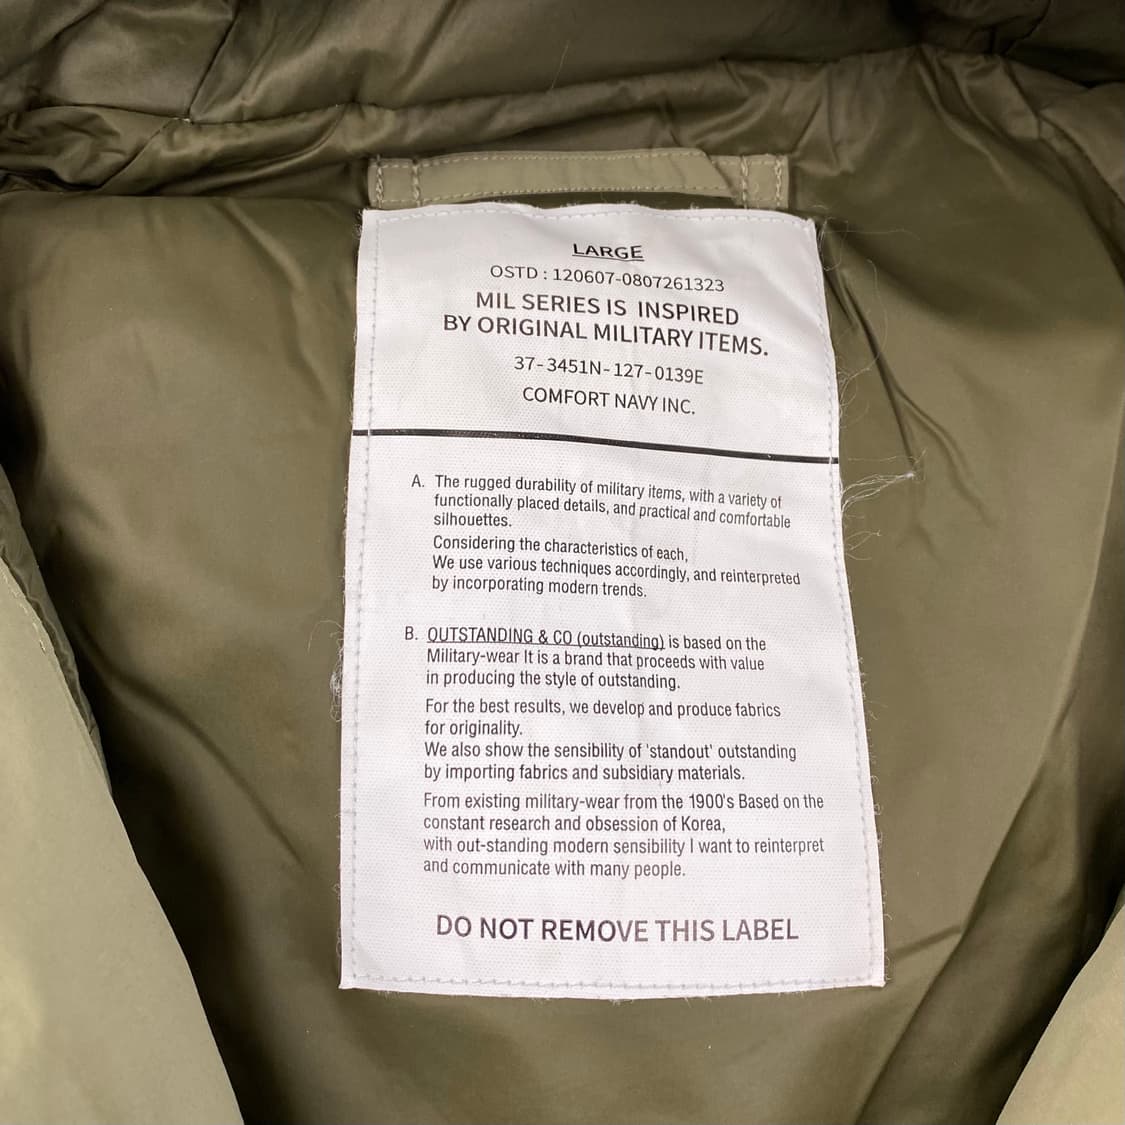 LARGE
OSTD : 120607-0807261323
MIL SERIES IS INSPIRED
BY ORIGINAL MILITARY ITEMS.
37-3451N-127-0139E
COMFORT NAVY INC.
A. The rugged durability of military items, with a variety of
functionally placed details, and practical and comfortable
silhouettes.
Considering the characteristics of each,
We use various techniques accordingly, and reinterpreted
by incorporating modern trends.
B. OUTSTANDING & CO (outstanding) is based on the
Military-wear It is a brand that proceeds with value
in producing the style of outstanding.
For the best results, we develop and produce fabrics
for originality.
We also show the sensibility of 'standout' outstanding
by importing fabrics and subsidiary materials.
From existing military-wear from the 1900's Based on the
constant research and obsession of Korea,
with out-standing modern sensibility I want to reinterpret
and communicate with many people.
DO NOT REMOVE THIS LABEL